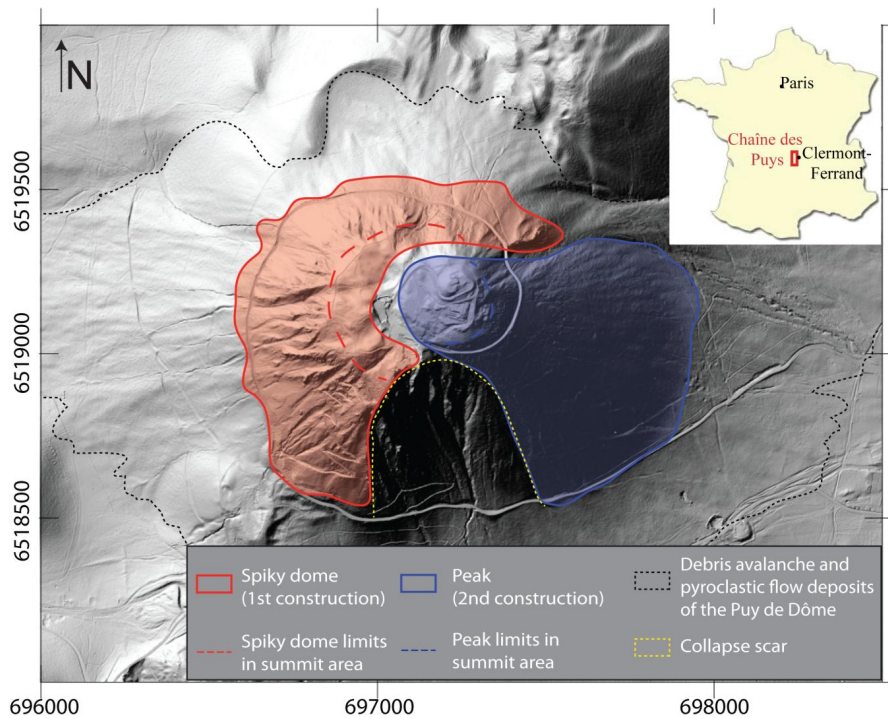 N
Paris
Chaîne des
Puys
Clermont-
Ferrand
6519500
6519000
6518500
Spiky dome
(1st construction)
Peak
(2nd construction)
Debris avalanche and
pyroclastic flow deposits
of the Puy de Dôme
Spiky dome limits
in summit area
Peak limits in
summit area
Collapse scar
696000
697000
698000